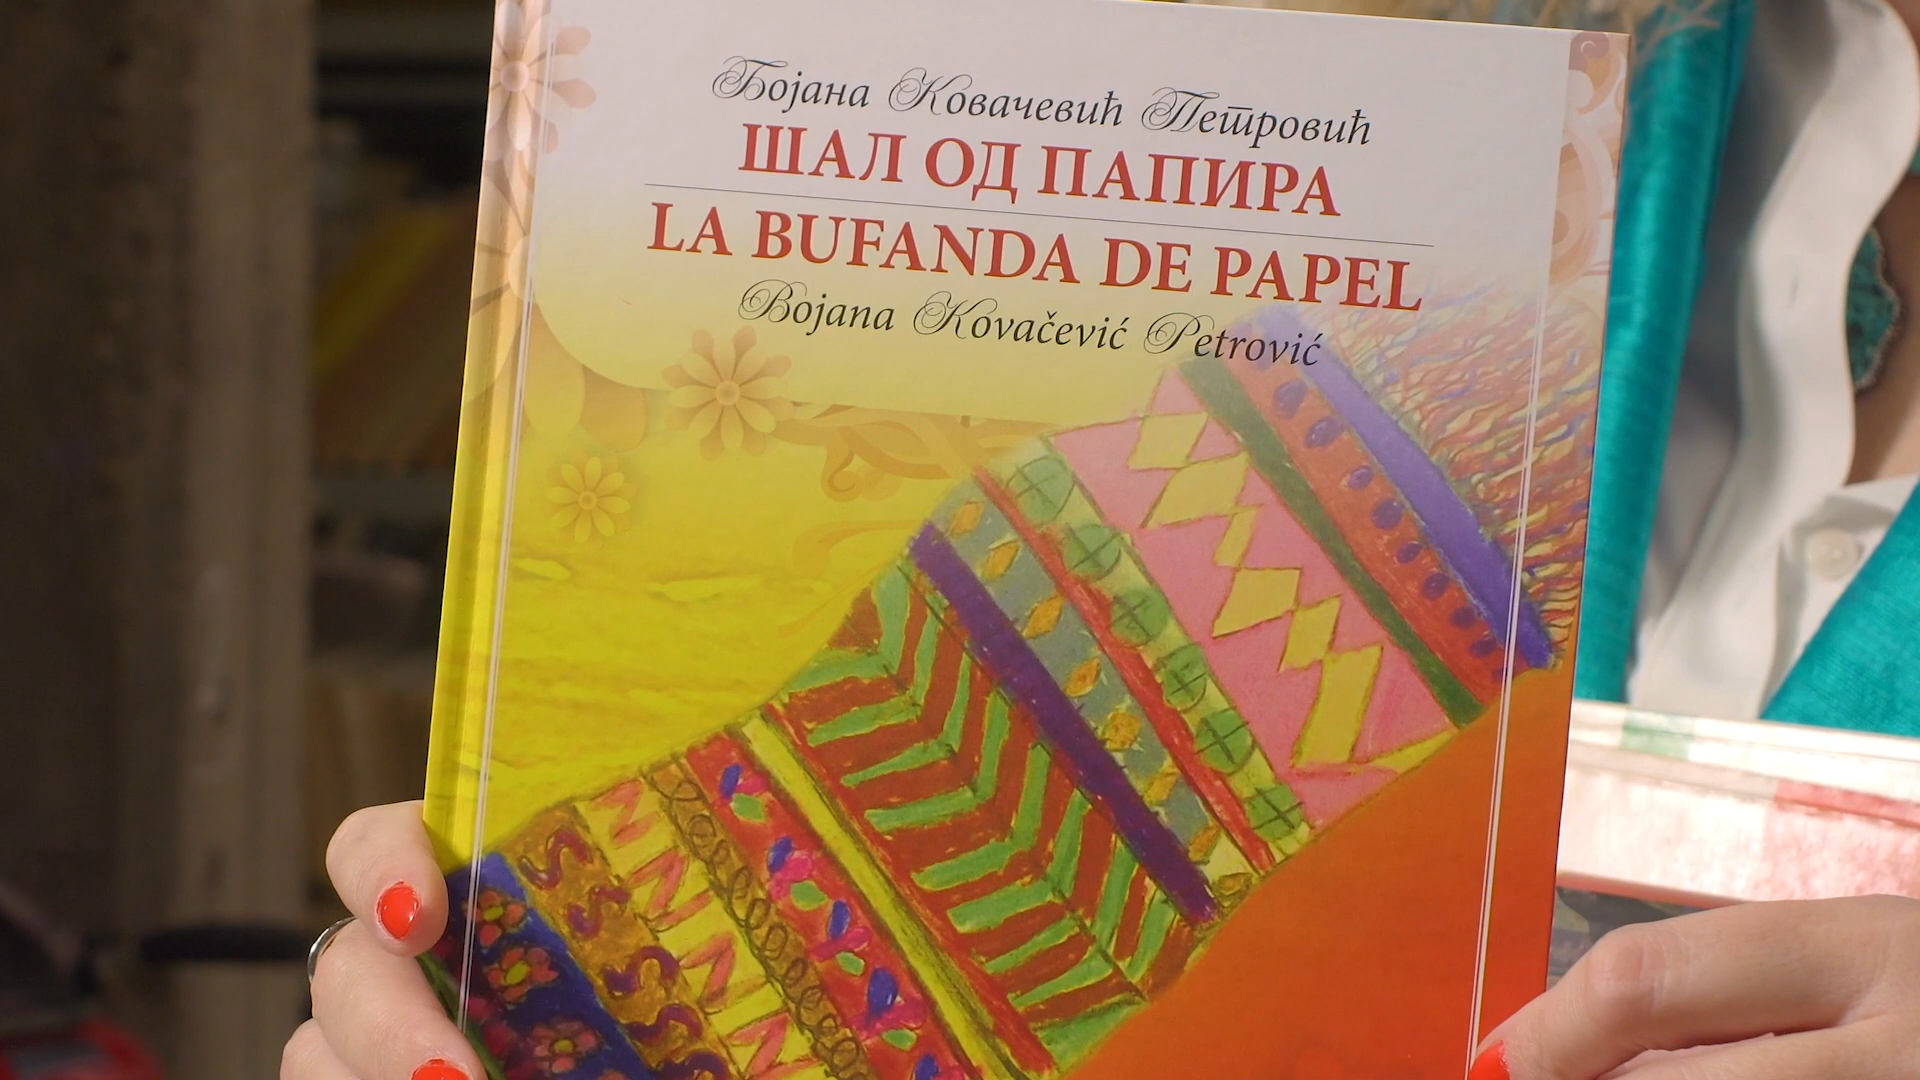 Бојана Ковачевић Петровић
ШАЛ ОД ПАПИРА
LA BUFANDA DE PAPEL
Bojana Kovačević Petrović